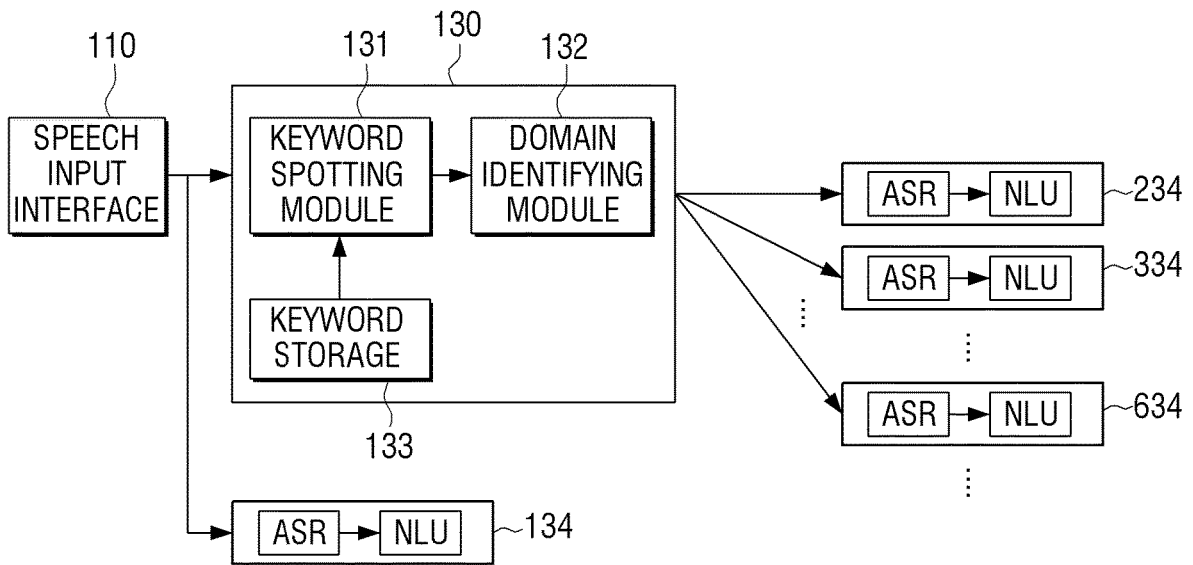 110
131
130
132
SPEECH
INPUT
INTERFACE
KEYWORD
SPOTTING
MODULE
DOMAIN
IDENTIFYING
MODULE
KEYWORD
STORAGE
133
ASR
NLU
234
ASR
NLU
334
ASR
NLU
634
ASR
NLU
134